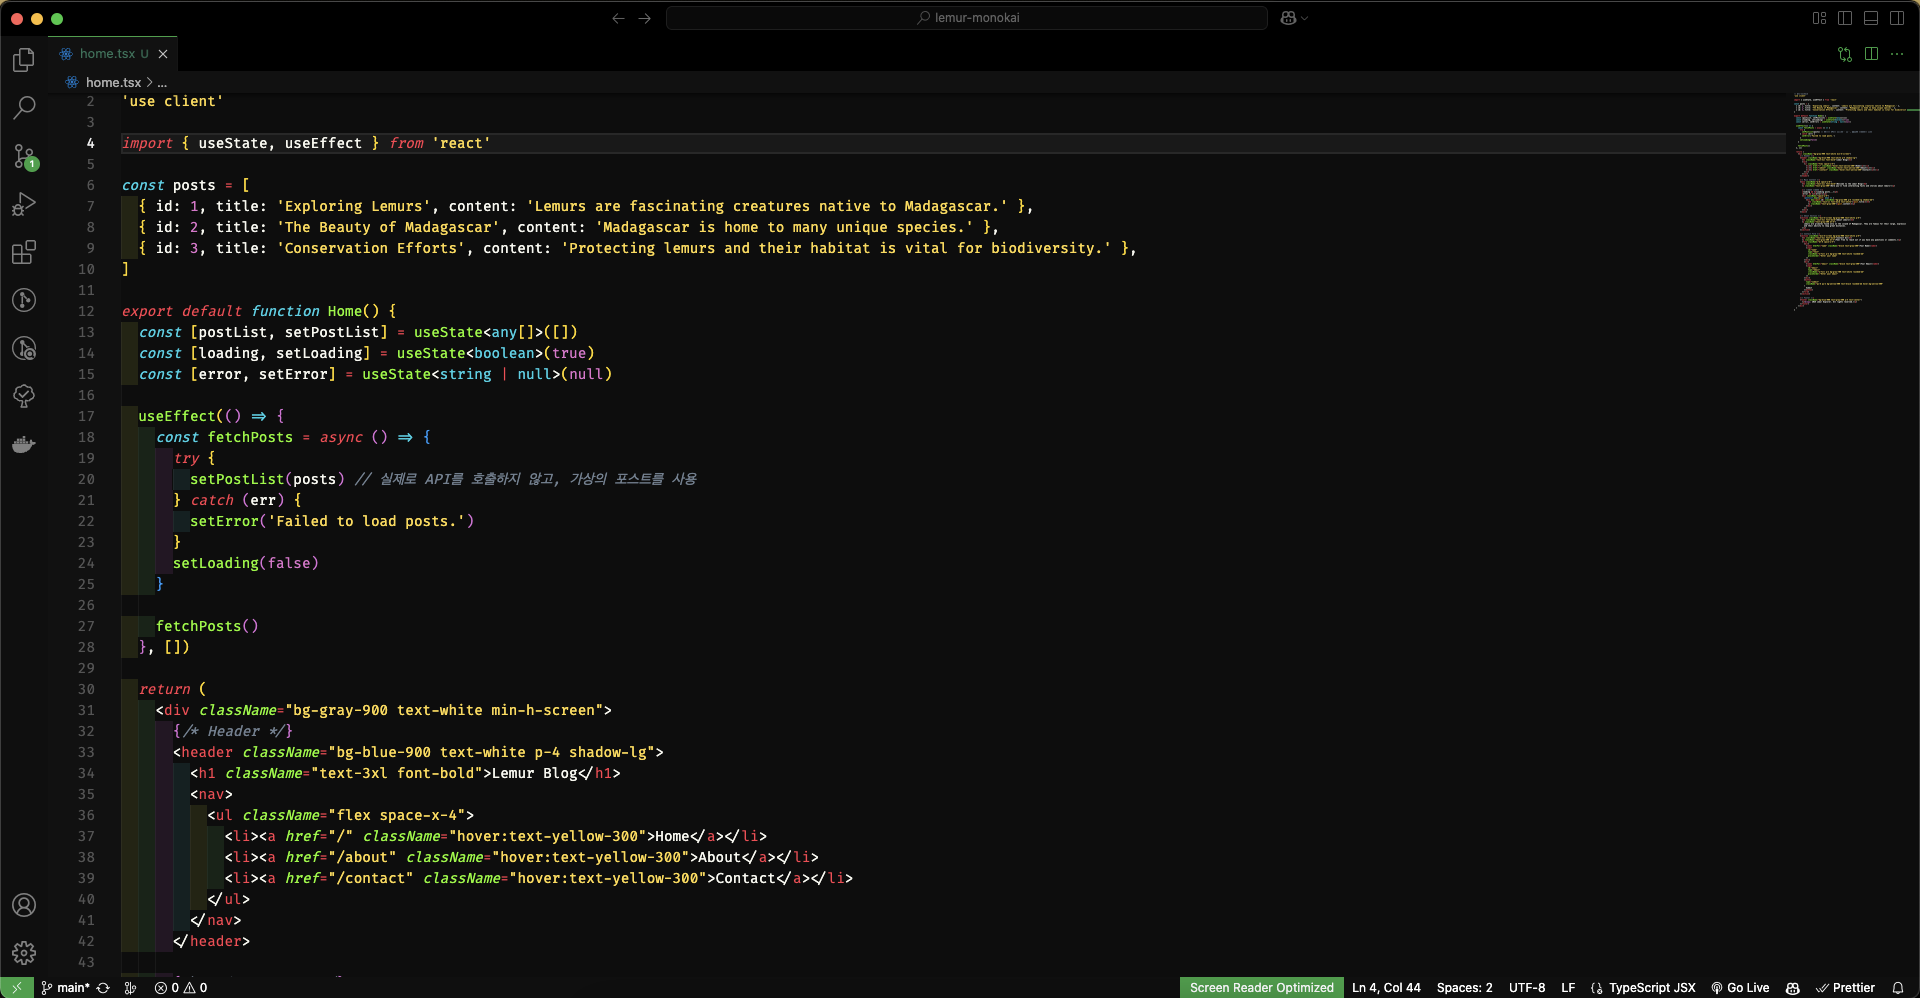 lemur-monokai
home.tsx U
home.tsx > ...
1
2 'use client'
3
4 import { useState, useEffect } from 'react'
5
6 const posts = [
7 { id: 1, title: 'Exploring Lemurs', content: 'Lemurs are fascinating creatures native to Madagascar.' },
8 { id: 2, title: 'The Beauty of Madagascar', content: 'Madagascar is home to many unique species.' },
9 { id: 3, title: 'Conservation Efforts', content: 'Protecting lemurs and their habitat is vital for biodiversity.' },
10 ]
11
12 export default function Home() {
13 const [postList, setPostList] = useState<any[]>([])
14 const [loading, setLoading] = useState<boolean>(true)
15 const [error, setError] = useState<string | null>(null)
16
17 useEffect(() => {
18 const fetchPosts = async () => {
19 try {
20 setPostList(posts) // 실제로 API를 호출하지 않고, 가상의 포스트를 사용
21 } catch (err) {
22 setError('Failed to load posts.')
23 }
24 setLoading(false)
25 }
26
27 fetchPosts()
28 }, [])
29
30 return (
31 <div className="bg-gray-900 text-white min-h-screen">
32 {/* Header */}
33 <header className="bg-blue-900 text-white p-4 shadow-lg">
34 <h1 className="text-3xl font-bold">Lemur Blog</h1>
35 <nav>
36 <ul className="flex space-x-4">
37 <li><a href="/" className="hover:text-yellow-300">Home</a></li>
38 <li><a href="/about" className="hover:text-yellow-300">About</a></li>
39 <li><a href="/contact" className="hover:text-yellow-300">Contact</a></li>
40 </ul>
41 </nav>
42 </header>
43
main* 0 0 Screen Reader Optimized Ln 4, Col 44 Spaces: 2 UTF-8 LF {} TypeScript JSX Go Live Prettier